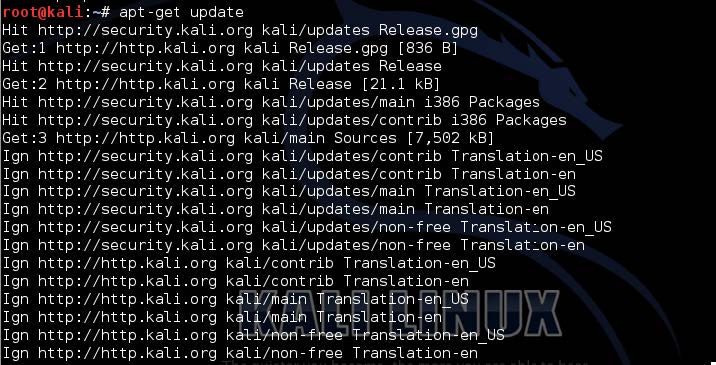 root@kali:~# apt-get update
Hit http://security.kali.org kali/updates Release.gpg
Get:1 http://http.kali.org kali Release.gpg [836 B]
Hit http://security.kali.org kali/updates Release
Get:2 http://http.kali.org kali Release [21.1 kB]
Hit http://security.kali.org kali/updates/main i386 Packages
Hit http://security.kali.org kali/updates/contrib i386 Packages
Get:3 http://http.kali.org kali/main Sources [7,502 kB]
Ign http://security.kali.org kali/updates/contrib Translation-en_US
Ign http://security.kali.org kali/updates/contrib Translation-en
Ign http://security.kali.org kali/updates/main Translation-en_US
Ign http://security.kali.org kali/updates/main Translation-en
Ign http://security.kali.org kali/updates/non-free Translation-en_US
Ign http://security.kali.org kali/updates/non-free Translation-en
Ign http://http.kali.org kali/contrib Translation-en_US
Ign http://http.kali.org kali/contrib Translation-en
Ign http://http.kali.org kali/main Translation-en_US
Ign http://http.kali.org kali/main Translation-en
Ign http://http.kali.org kali/non-free Translation-en_US
Ign http://http.kali.org kali/non-free Translation-en
KALI LINUX